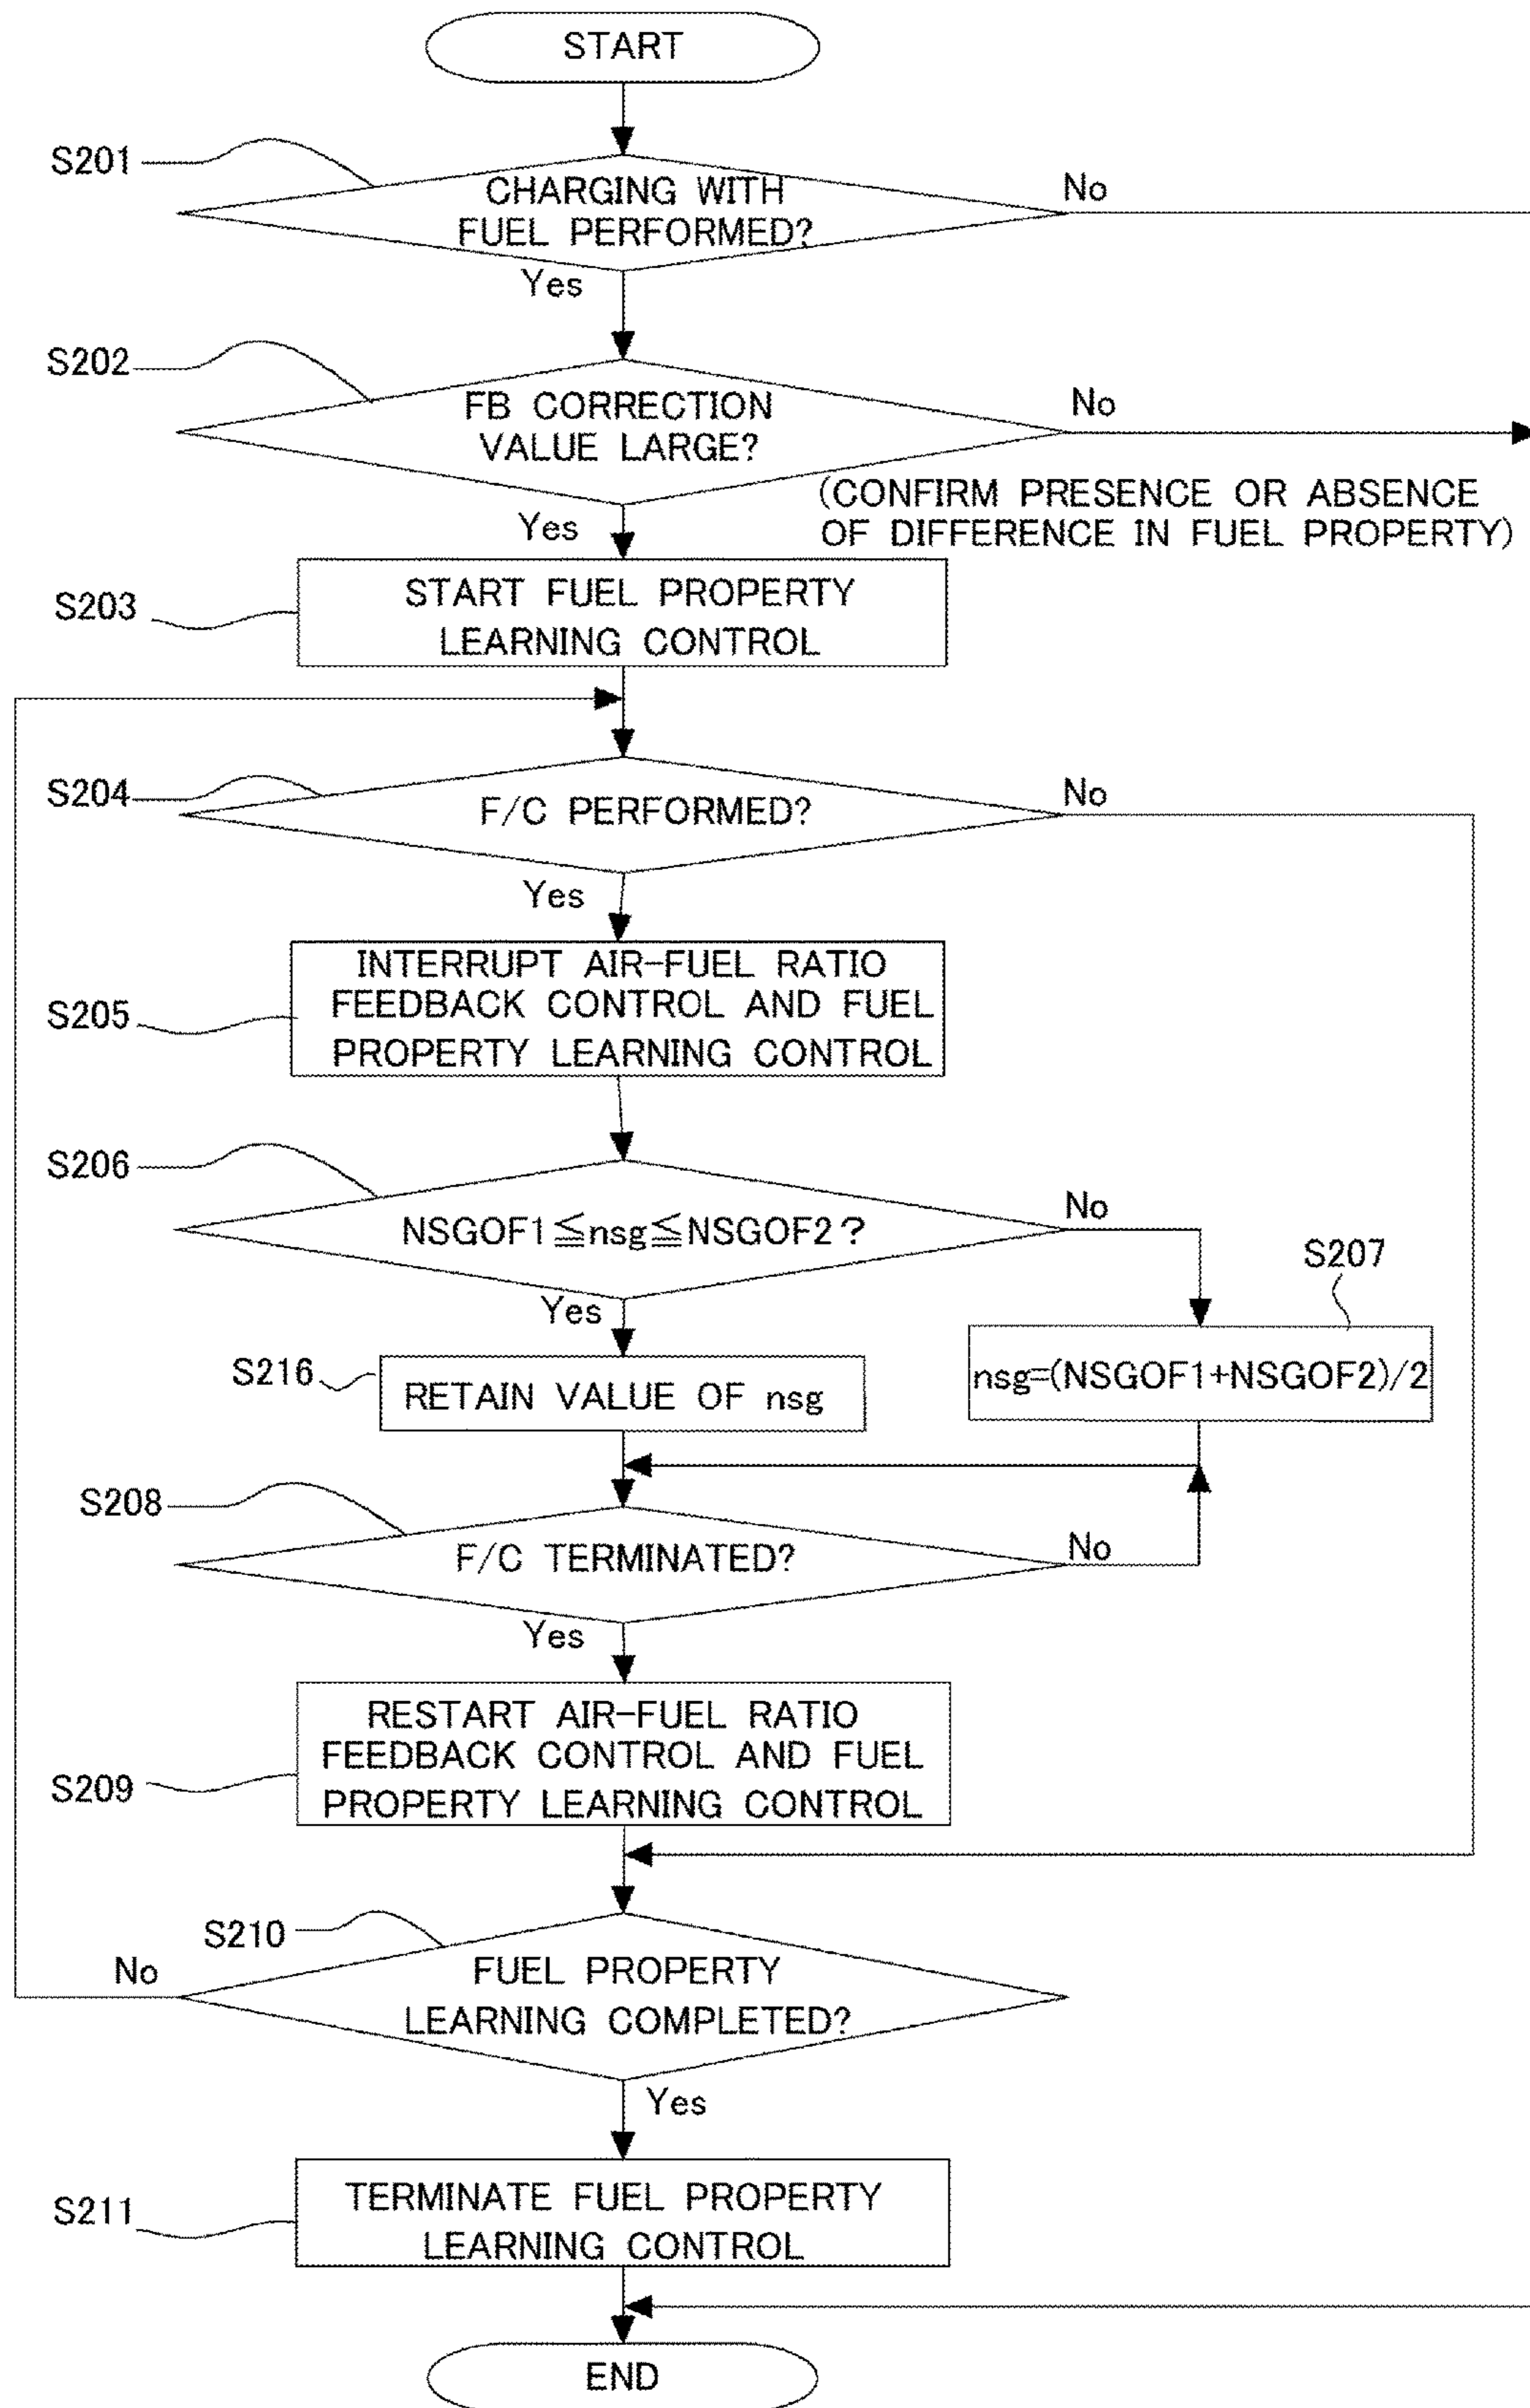 START
S201
CHARGING WITH
FUEL PERFORMED?
No
Yes
S202
FB CORRECTION
VALUE LARGE?
No
(CONFIRM PRESENCE OR ABSENCE
OF DIFFERENCE IN FUEL PROPERTY)
Yes
S203
START FUEL PROPERTY
LEARNING CONTROL
S204
F/C PERFORMED?
No
Yes
S205
INTERRUPT AIR-FUEL RATIO
FEEDBACK CONTROL AND FUEL
PROPERTY LEARNING CONTROL
S206
NSGOF1≦nsg≦NSGOF2?
No
Yes
S207
nsg=(NSGOF1+NSGOF2)/2
S216
RETAIN VALUE OF nsg
S208
F/C TERMINATED?
No
Yes
S209
RESTART AIR-FUEL RATIO
FEEDBACK CONTROL AND FUEL
PROPERTY LEARNING CONTROL
S210
No
FUEL PROPERTY
LEARNING COMPLETED?
Yes
S211
TERMINATE FUEL PROPERTY
LEARNING CONTROL
END